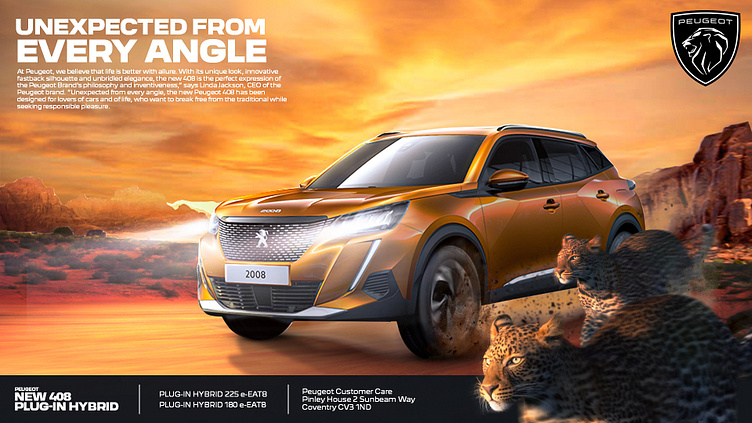 UNEXPECTED FROM
EVERY ANGLE
At Peugeot, we believe that life is better with allure. With its unique look, innovative
fastback silhouette and unbridled elegance, the new 408 is the perfect expression of
the Peugeot Brand's philosophy and inventiveness," says Linda Jackson, CEO of the
Peugeot brand. "Unexpected from every angle, the new Peugeot 408 has been
designed for lovers of cars and of life, who want to break free from the traditional while
seeking responsible pleasure.
PEUGEOT
2008
2008
PEUGEOT
NEW 408
PLUG-IN HYBRID
PLUG-IN HYBRID 225 e-EAT8
PLUG-IN HYBRID 180 e-EAT8
Peugeot Customer Care
Pinley House 2 Sunbeam Way
Coventry CV3 1ND